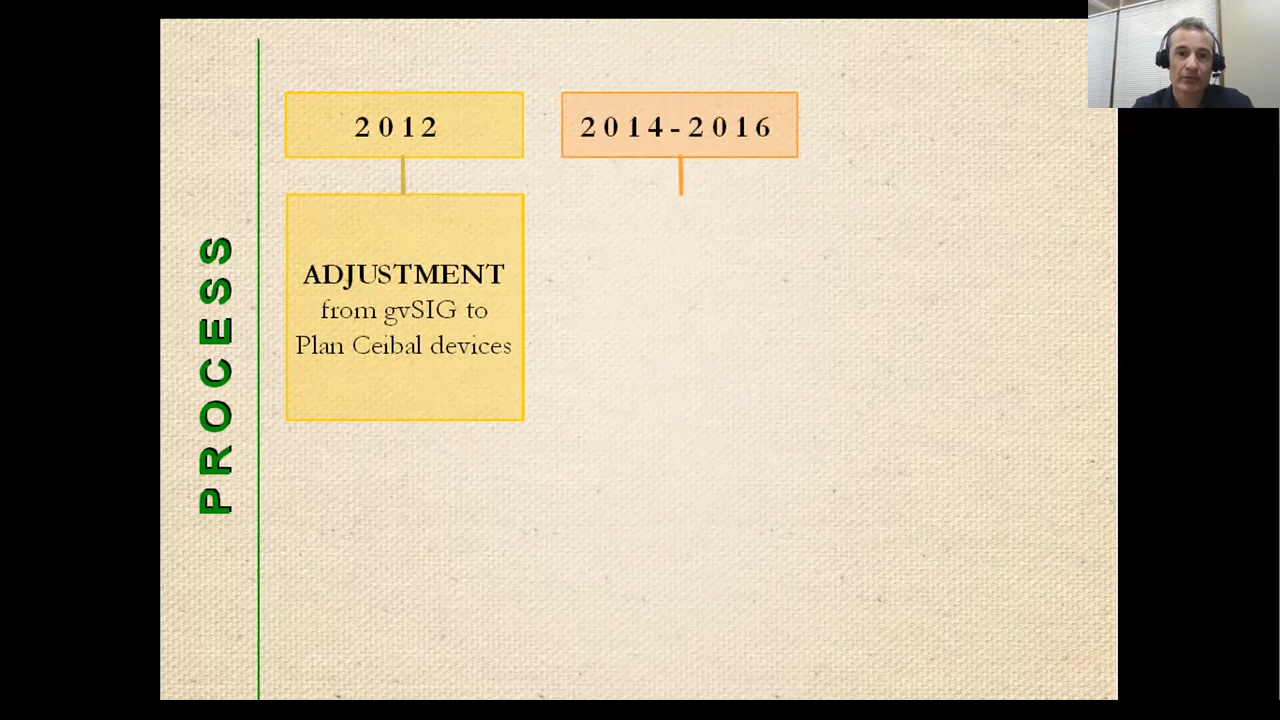 PROCESS
2012
ADJUSTMENT
from gvSIG to
Plan Ceibal devices
2014-2016